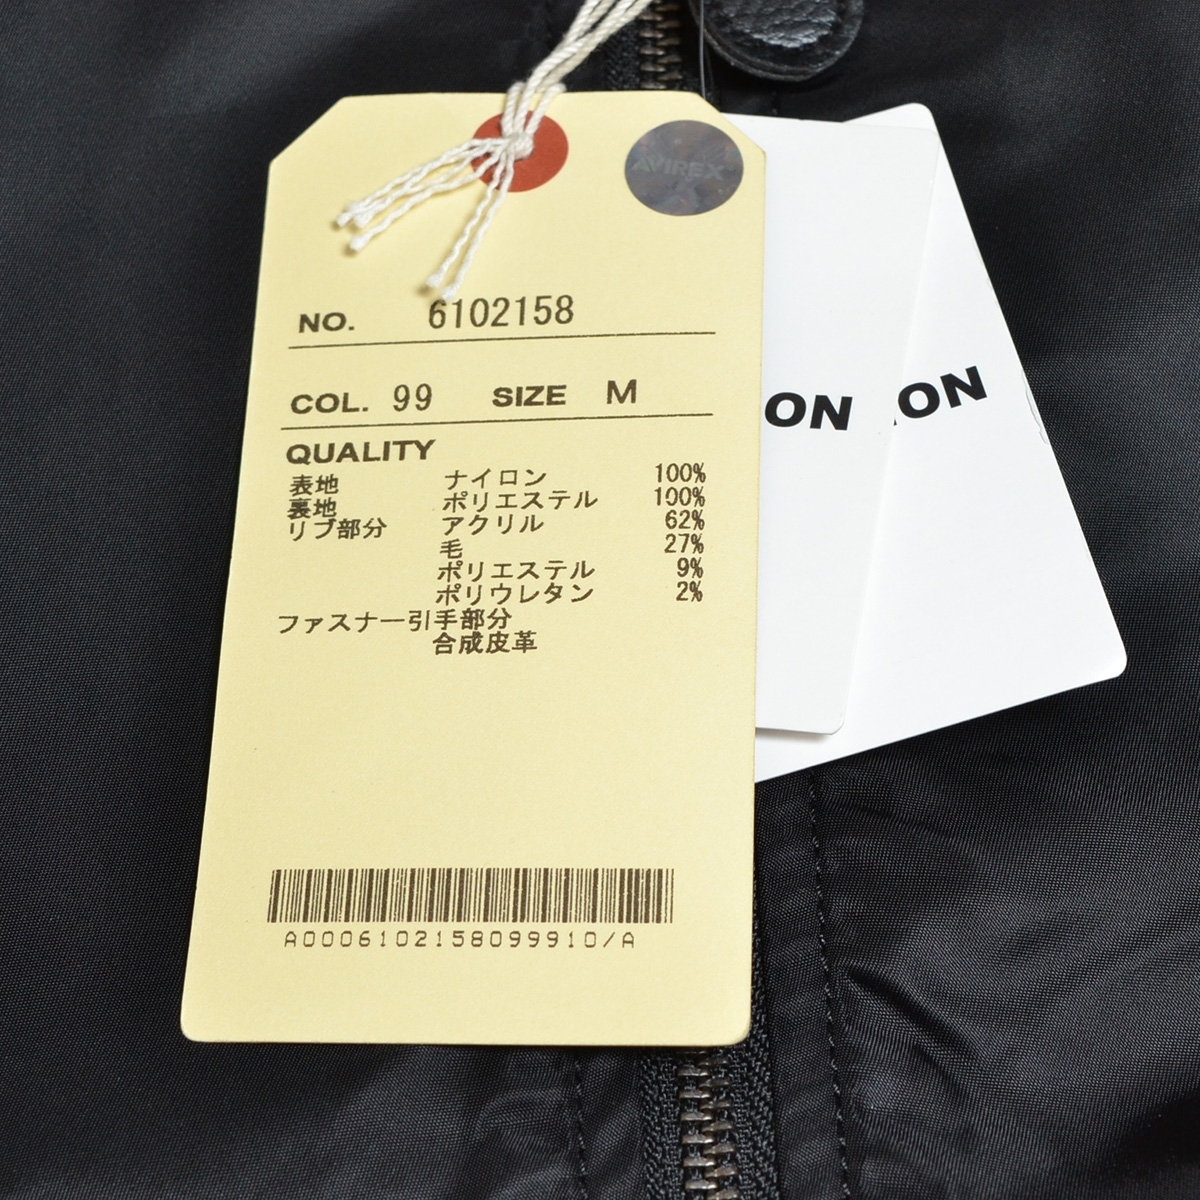 AVIREX
NO. 6102158
COL. 99 SIZE M
QUALITY
表地 ナイロン 100%
裏地 ポリエステル 100%
リブ部分 アクリル 62%
毛 27%
ポリエステル 9%
ポリウレタン 2%
ファスナー引手部分
合成皮革
A0006102158099910/A
ON
ON